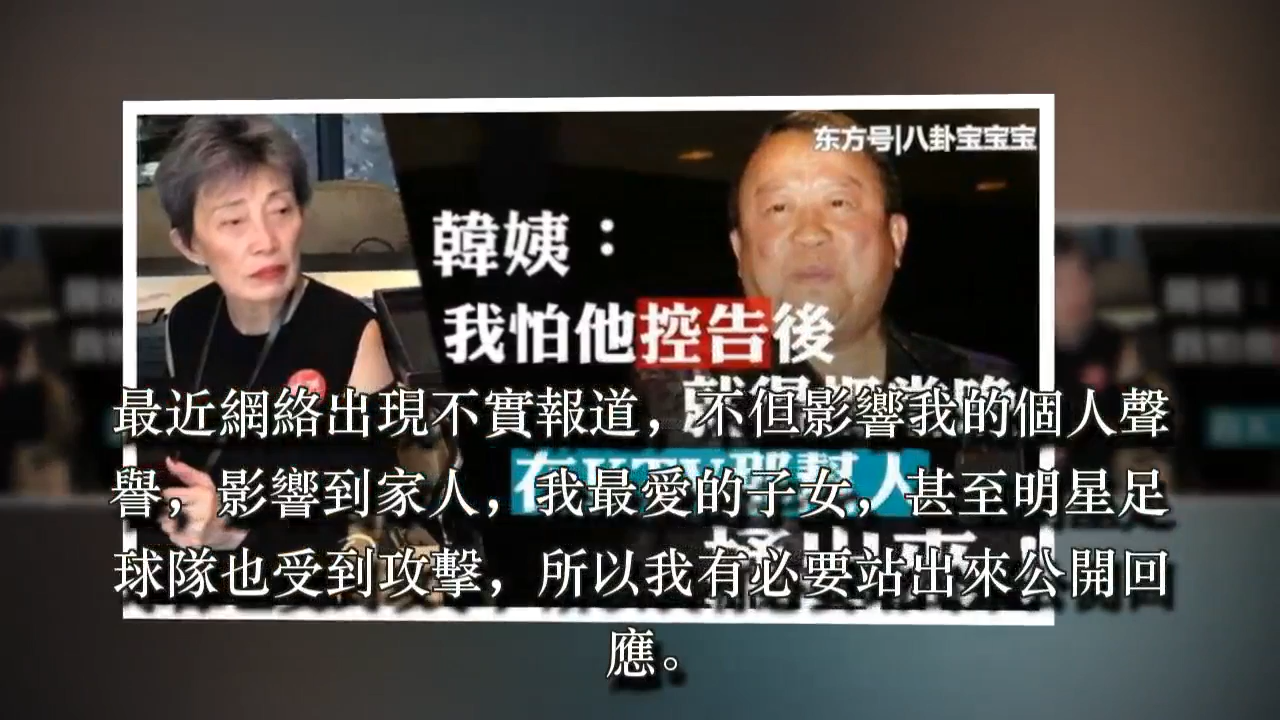 东方号|八卦宝宝宝
韓姨：
我怕他控告後
最近網絡出現不實報道，不但影響我的個人聲
譽，影響到家人，我最愛的子女，甚至明星足
球隊也受到攻擊，所以我有必要站出來公開回
應。